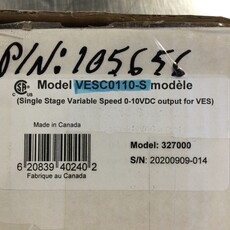 P/N: 105656
Model VESC0110-S modèle
(Single Stage Variable Speed 0-10VDC output for VES)
Made in Canada
Model: 327000
6 20839 40240 2
S/N: 20200909-014
Fabrique au Canada